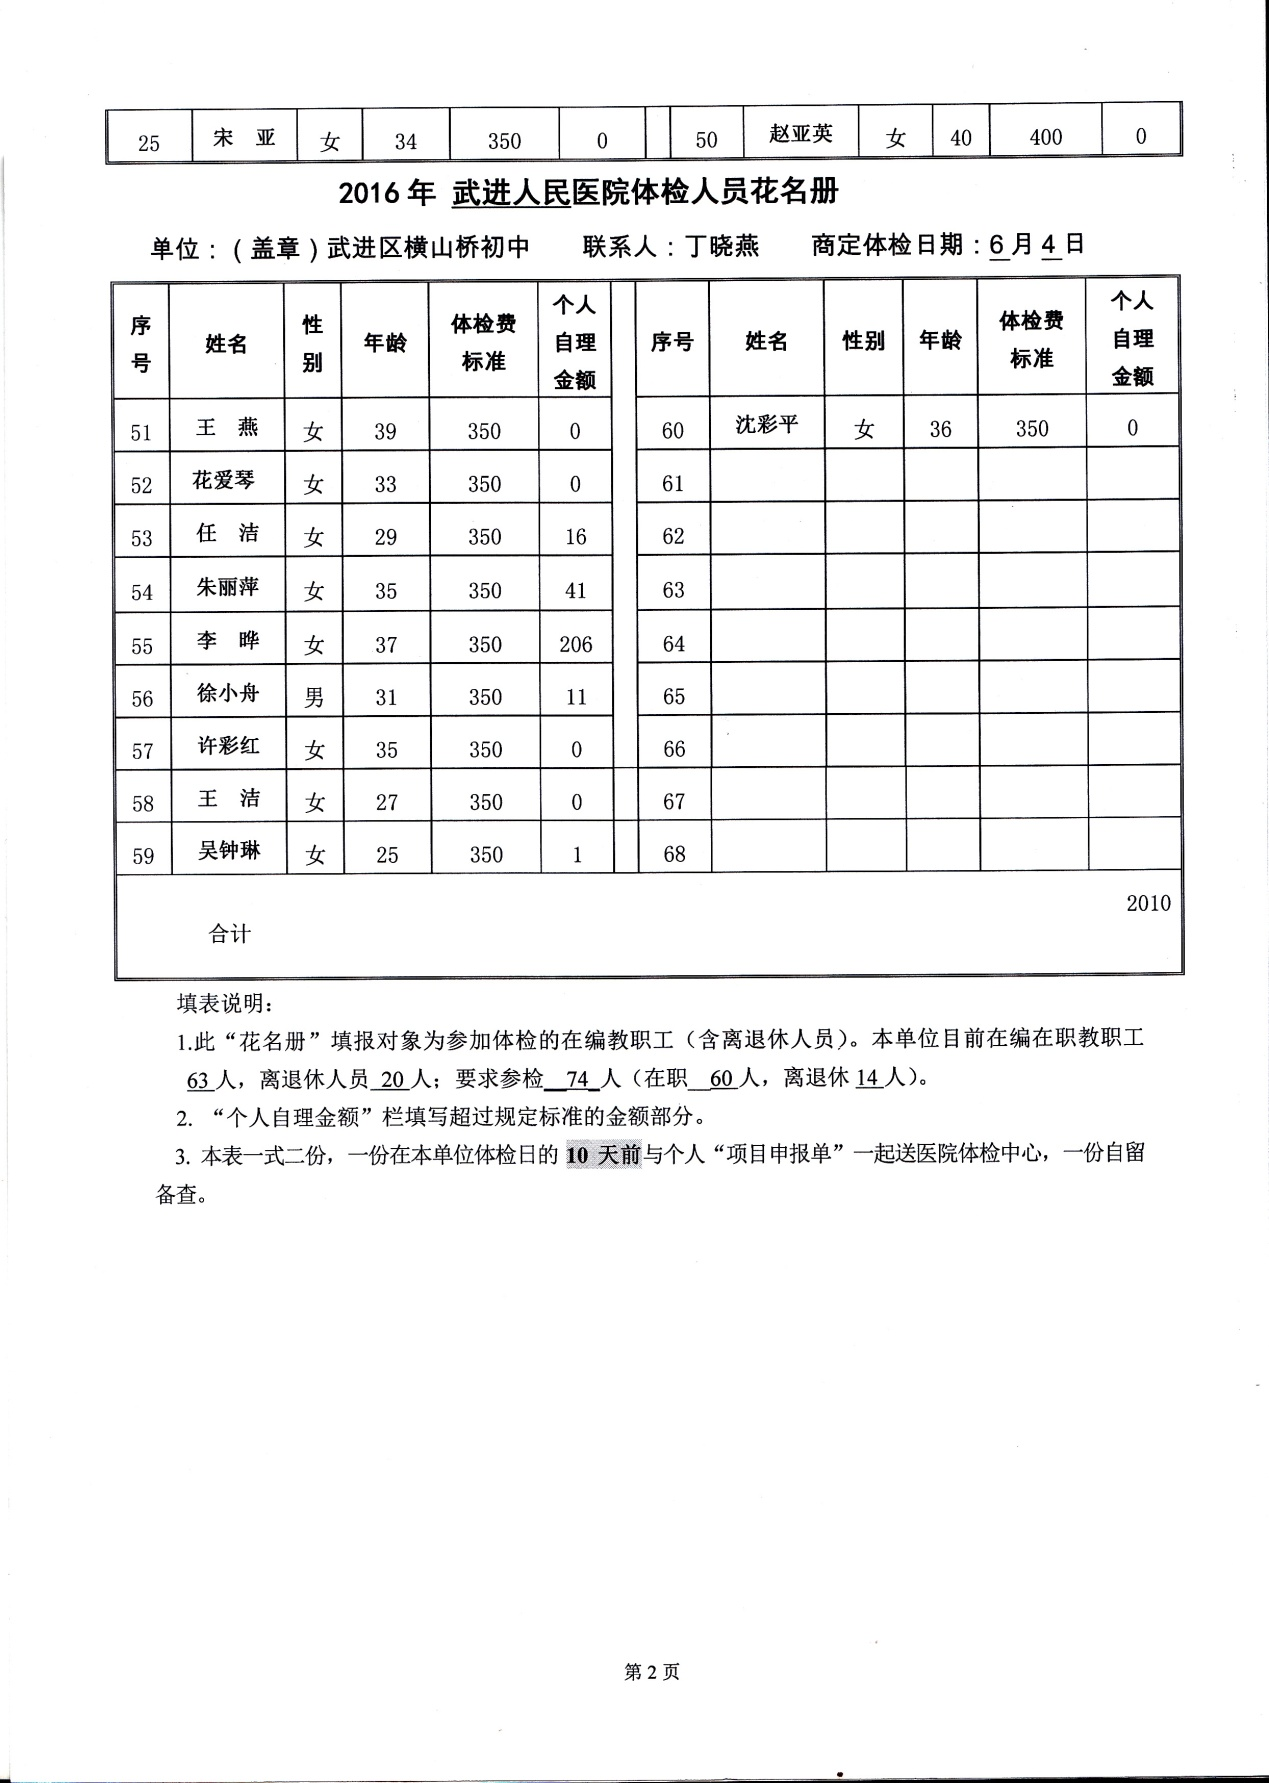 25 宋 亚 女 34 350 0 50 赵亚英 女 40 400 0
2016年 武进人民医院体检人员花名册
单位：（盖章）武进区横山桥初中 联系人：丁晓燕 商定体检日期：6月4日
序号 姓名 性别 年龄 体检费标准 个人自理金额 序号 姓名 性别 年龄 体检费标准 个人自理金额
51 王 燕 女 39 350 0 60 沈彩平 女 36 350 0
52 花爱琴 女 33 350 0 61
53 任 洁 女 29 350 16 62
54 朱丽萍 女 35 350 41 63
55 李 晔 女 37 350 206 64
56 徐小舟 男 31 350 11 65
57 许彩红 女 35 350 0 66
58 王 洁 女 27 350 0 67
59 吴钟琳 女 25 350 1 68
合计 2010
填表说明：
1.此“花名册”填报对象为参加体检的在编教职工（含离退休人员）。本单位目前在编在职教职工
63人，离退休人员 20人；要求参检 74 人（在职 60人，离退休14人）。
2. “个人自理金额”栏填写超过规定标准的金额部分。
3. 本表一式二份，一份在本单位体检日的 10 天前与个人“项目申报单”一起送医院体检中心，一份自留
备查。
第 2 页